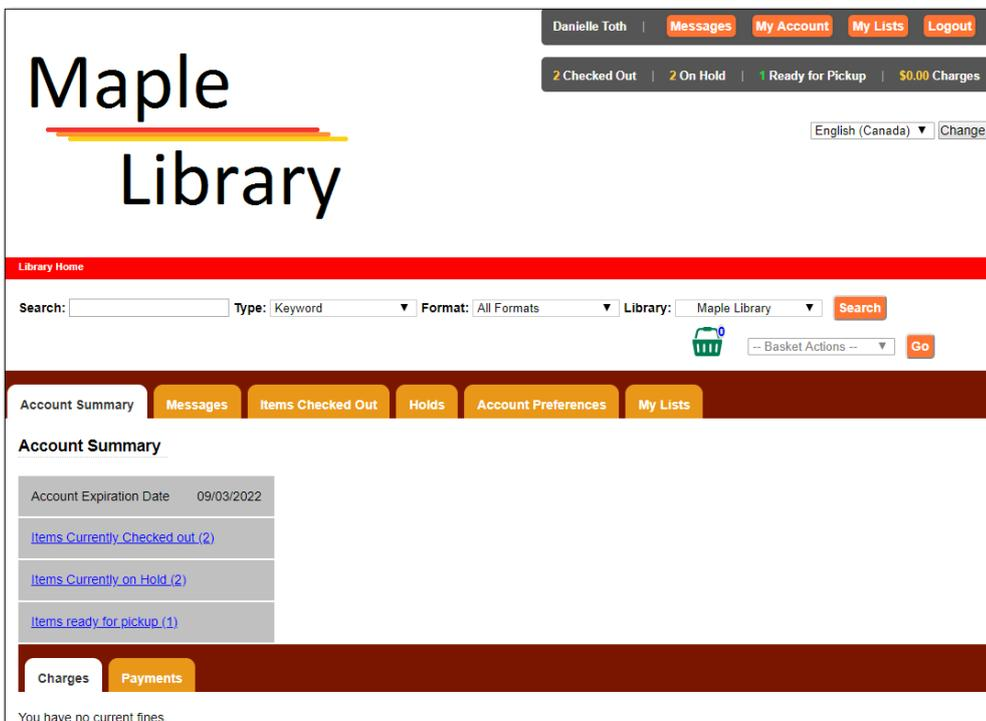 Danielle Toth | Messages My Account My Lists Logout
2 Checked Out | 2 On Hold | 1 Ready for Pickup | $0.00 Charges
English (Canada) ▼ Change
Maple
Library
Library Home
Search: Type: Keyword ▼ Format: All Formats ▼ Library: Maple Library ▼ Search
0
-- Basket Actions -- ▼ Go
Account Summary Messages Items Checked Out Holds Account Preferences My Lists
Account Summary
Account Expiration Date 09/03/2022
Items Currently Checked out (2)
Items Currently on Hold (2)
Items ready for pickup (1)
Charges Payments
You have no current fines